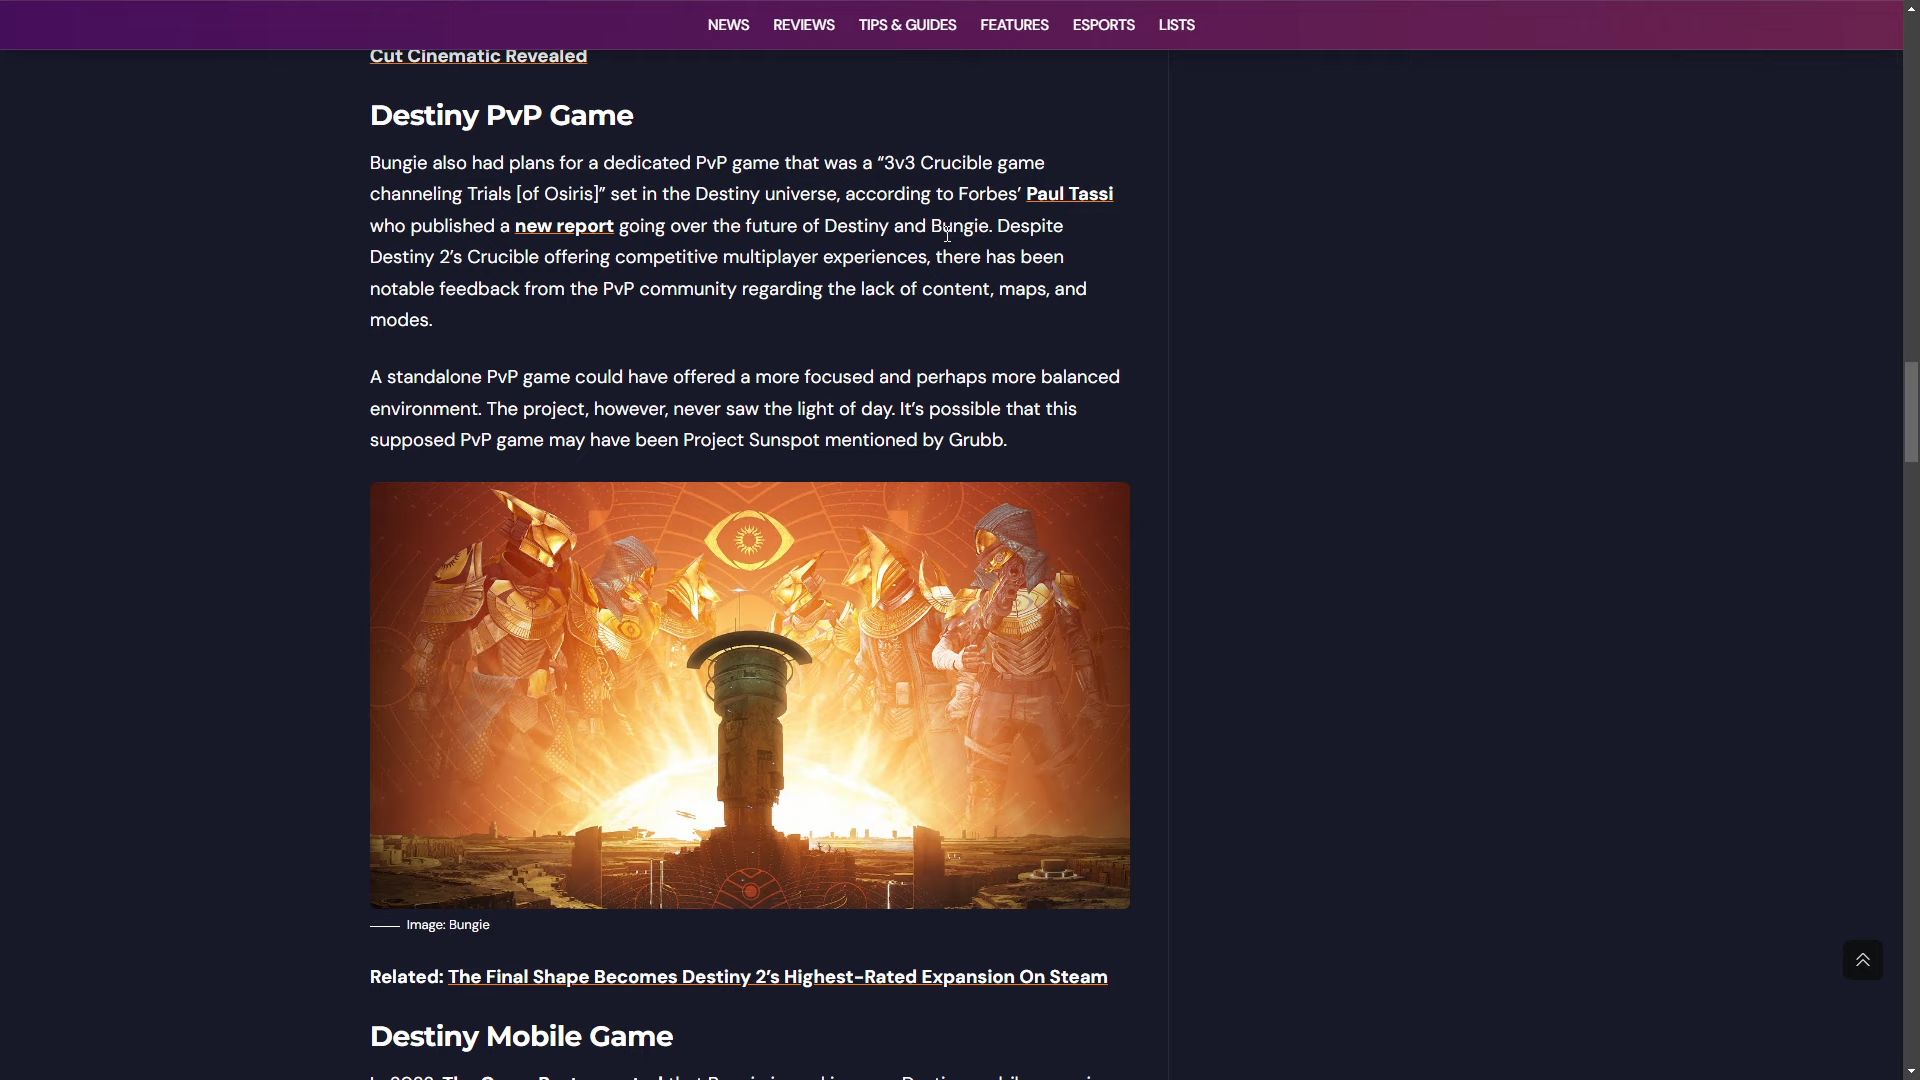 NEWS REVIEWS TIPS & GUIDES FEATURES ESPORTS LISTS
Cut Cinematic Revealed
Destiny PvP Game
Bungie also had plans for a dedicated PvP game that was a “3v3 Crucible game
channeling Trials [of Osiris]” set in the Destiny universe, according to Forbes’ Paul Tassi
who published a new report going over the future of Destiny and Bungie. Despite
Destiny 2’s Crucible offering competitive multiplayer experiences, there has been
notable feedback from the PvP community regarding the lack of content, maps, and
modes.
A standalone PvP game could have offered a more focused and perhaps more balanced
environment. The project, however, never saw the light of day. It’s possible that this
supposed PvP game may have been Project Sunspot mentioned by Grubb.
Image: Bungie
Related: The Final Shape Becomes Destiny 2’s Highest-Rated Expansion On Steam
Destiny Mobile Game